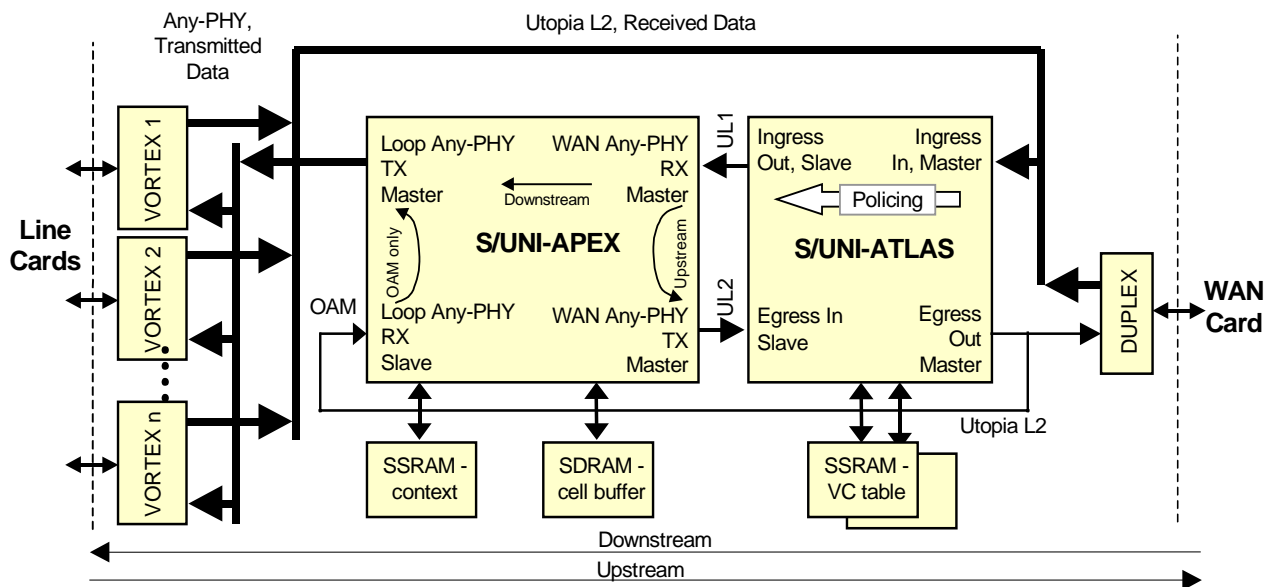 Any-PHY,
Transmitted
Data
Utopia L2, Received Data
VORTEX 1
VORTEX 2
VORTEX n
Line
Cards
Loop Any-PHY
TX
Master
WAN Any-PHY
RX
Master
Downstream
S/UNI-APEX
OAM only
Upstream
OAM
Loop Any-PHY
RX
Slave
WAN Any-PHY
TX
Master
UL1
UL2
Ingress
Out, Slave
Ingress
In, Master
Policing
S/UNI-ATLAS
Egress In
Slave
Egress
Out
Master
DUPLEX
WAN
Card
Utopia L2
SSRAM -
context
SDRAM -
cell buffer
SSRAM -
VC table
Downstream
Upstream